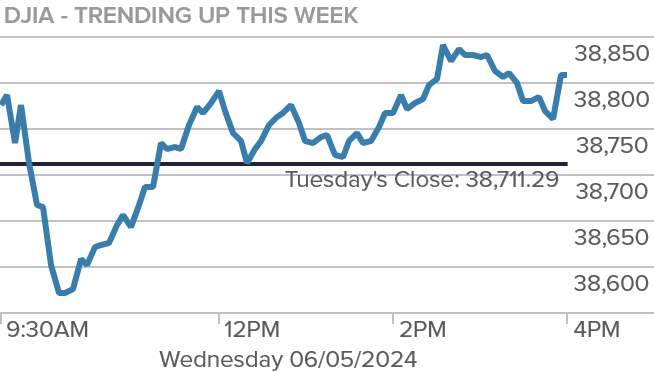 DJIA - TRENDING UP THIS WEEK
38,850
38,800
38,750
Tuesday's Close: 38,711.29
38,700
38,650
38,600
9:30AM 12PM 2PM 4PM
Wednesday 06/05/2024